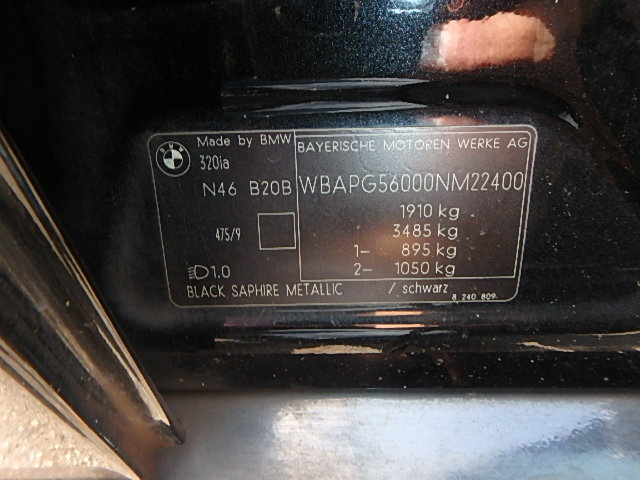 BMW
Made by BMW
320ia
N46 B20B
475/9
1.0
BAYERISCHE MOTOREN WERKE AG
WBAPG56000NM22400
1910 kg
3485 kg
1- 895 kg
2- 1050 kg
BLACK SAPHIRE METALLIC / schwarz
8 240 809